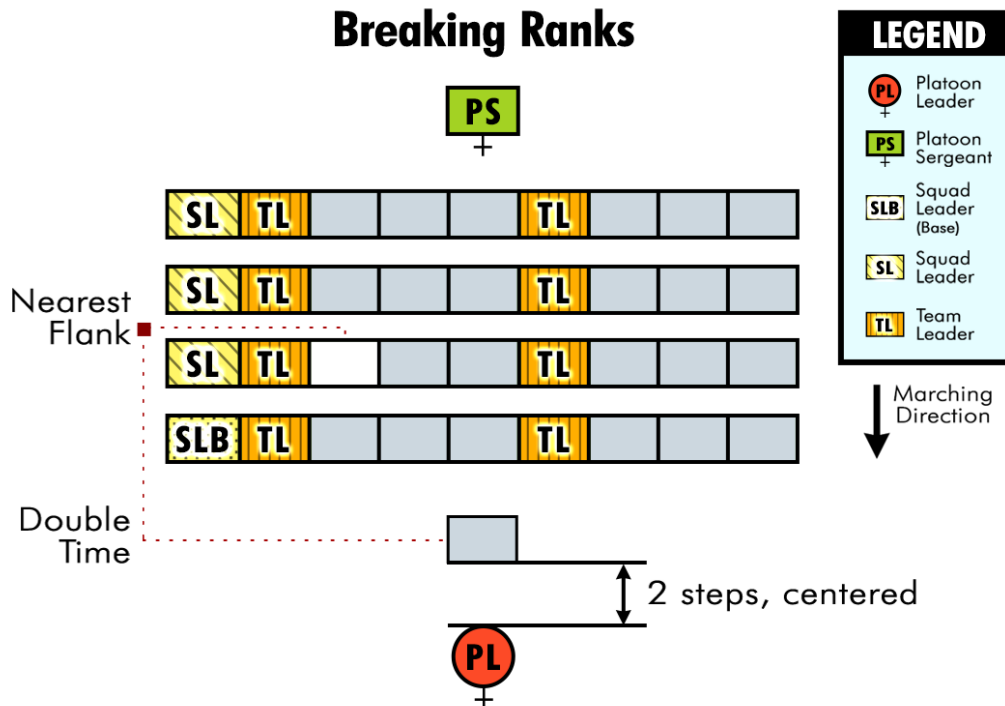 Breaking Ranks
LEGEND
PL
Platoon
Leader
PS
Platoon
Sergeant
SLB
Squad
Leader
(Base)
SL
Squad
Leader
TL
Team
Leader
Marching
Direction
PS
SL TL TL
SL TL TL
Nearest
Flank
SL TL TL
SLB TL TL
Double
Time
2 steps, centered
PL